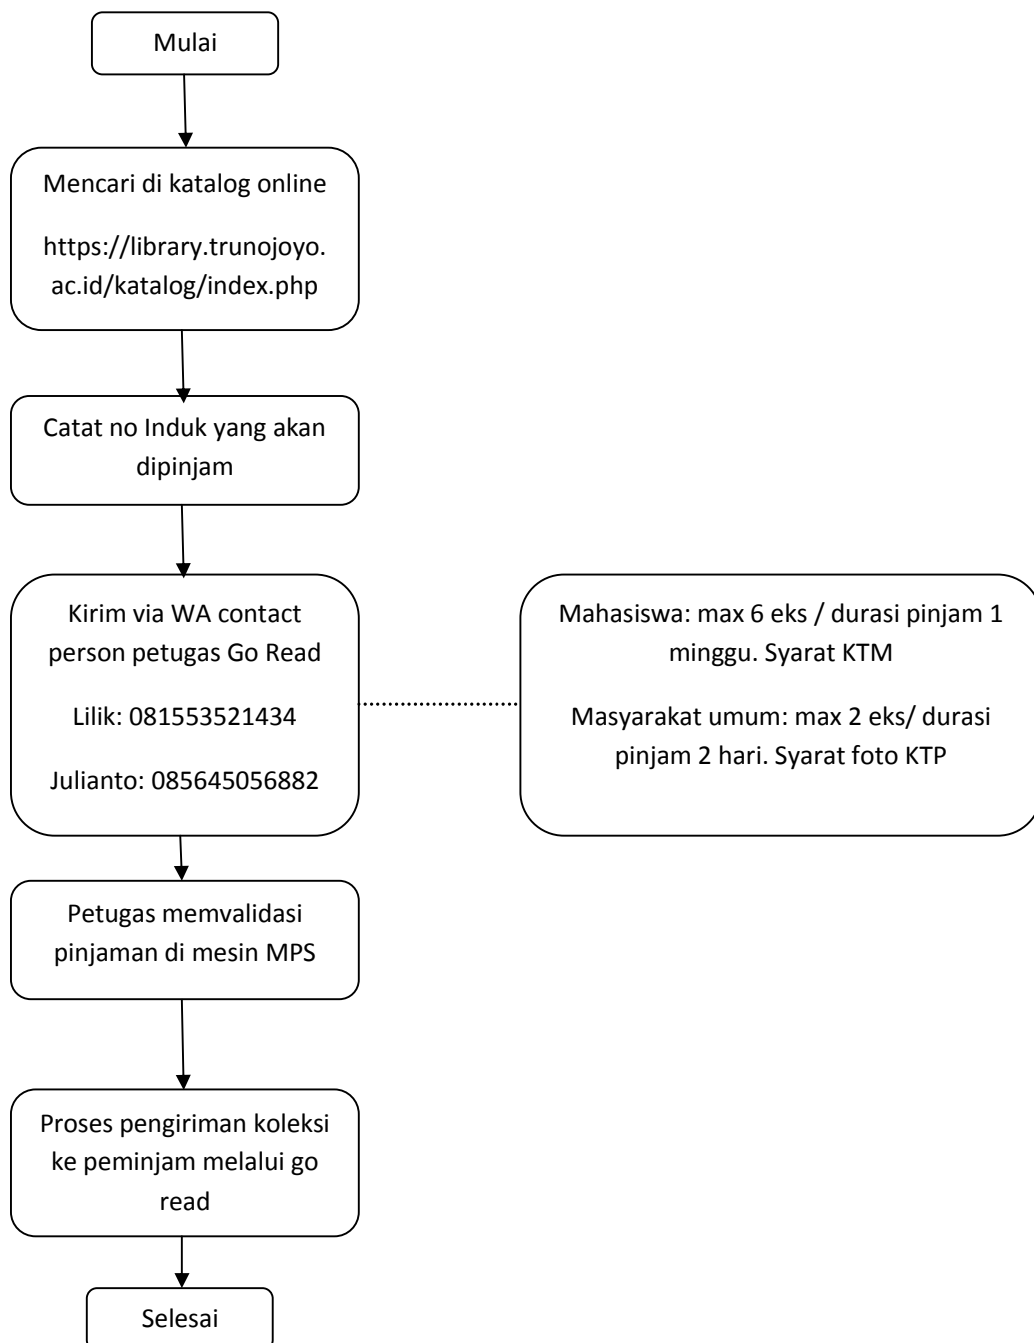 Mulai
Mencari di katalog online
https://library.trunojoyo.
ac.id/katalog/index.php
Catat no Induk yang akan
dipinjam
Kirim via WA contact
person petugas Go Read
Lilik: 081553521434
Julianto: 085645056882
Mahasiswa: max 6 eks / durasi pinjam 1
minggu. Syarat KTM
Masyarakat umum: max 2 eks/ durasi
pinjam 2 hari. Syarat foto KTP
Petugas memvalidasi
pinjaman di mesin MPS
Proses pengiriman koleksi
ke peminjam melalui go
read
Selesai